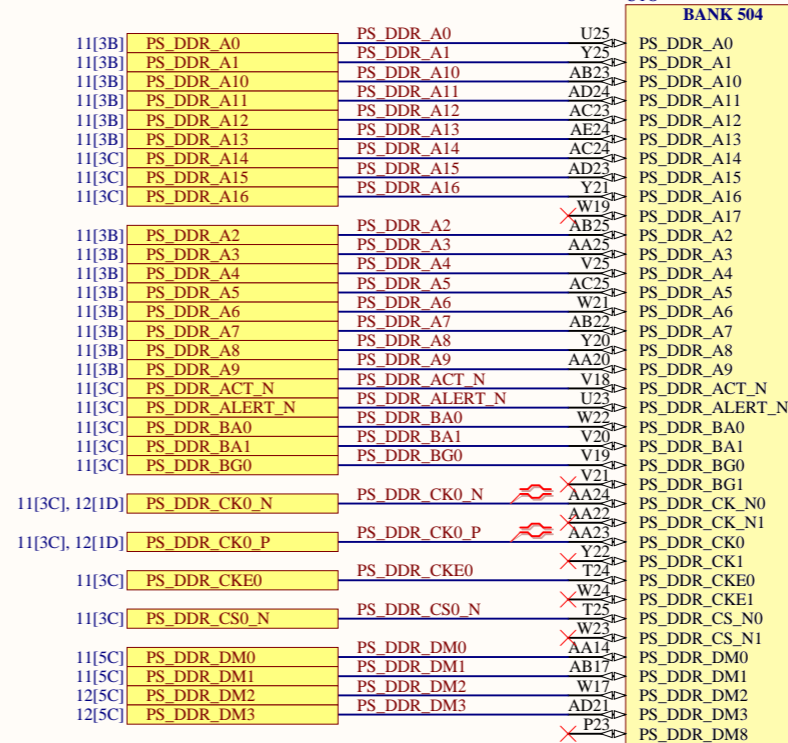 BANK 504
11[3B] PS_DDR_A0 PS_DDR_A0 U25 PS_DDR_A0
11[3B] PS_DDR_A1 PS_DDR_A1 Y25 PS_DDR_A1
11[3B] PS_DDR_A10 PS_DDR_A10 AB23 PS_DDR_A10
11[3B] PS_DDR_A11 PS_DDR_A11 AD24 PS_DDR_A11
11[3B] PS_DDR_A12 PS_DDR_A12 AC23 PS_DDR_A12
11[3B] PS_DDR_A13 PS_DDR_A13 AE24 PS_DDR_A13
11[3C] PS_DDR_A14 PS_DDR_A14 AC24 PS_DDR_A14
11[3C] PS_DDR_A15 PS_DDR_A15 AD23 PS_DDR_A15
11[3C] PS_DDR_A16 PS_DDR_A16 Y21 PS_DDR_A16
W19 PS_DDR_A17
11[3B] PS_DDR_A2 PS_DDR_A2 AB25 PS_DDR_A2
11[3B] PS_DDR_A3 PS_DDR_A3 AA25 PS_DDR_A3
11[3B] PS_DDR_A4 PS_DDR_A4 V25 PS_DDR_A4
11[3B] PS_DDR_A5 PS_DDR_A5 AC25 PS_DDR_A5
11[3B] PS_DDR_A6 PS_DDR_A6 W21 PS_DDR_A6
11[3B] PS_DDR_A7 PS_DDR_A7 AB22 PS_DDR_A7
11[3B] PS_DDR_A8 PS_DDR_A8 Y20 PS_DDR_A8
11[3B] PS_DDR_A9 PS_DDR_A9 AA20 PS_DDR_A9
11[3C] PS_DDR_ACT_N PS_DDR_ACT_N V18 PS_DDR_ACT_N
11[3C] PS_DDR_ALERT_N PS_DDR_ALERT_N U23 PS_DDR_ALERT_N
11[3C] PS_DDR_BA0 PS_DDR_BA0 W22 PS_DDR_BA0
11[3C] PS_DDR_BA1 PS_DDR_BA1 V20 PS_DDR_BA1
11[3C] PS_DDR_BG0 PS_DDR_BG0 V19 PS_DDR_BG0
V21 PS_DDR_BG1
11[3C], 12[1D] PS_DDR_CK0_N PS_DDR_CK0_N AA24 PS_DDR_CK_N0
AA22 PS_DDR_CK_N1
11[3C], 12[1D] PS_DDR_CK0_P PS_DDR_CK0_P AA23 PS_DDR_CK0
Y22 PS_DDR_CK1
11[3C] PS_DDR_CKE0 PS_DDR_CKE0 T24 PS_DDR_CKE0
W24 PS_DDR_CKE1
11[3C] PS_DDR_CS0_N PS_DDR_CS0_N T25 PS_DDR_CS_N0
W23 PS_DDR_CS_N1
11[5C] PS_DDR_DM0 PS_DDR_DM0 AA14 PS_DDR_DM0
11[5C] PS_DDR_DM1 PS_DDR_DM1 AB17 PS_DDR_DM1
12[5C] PS_DDR_DM2 PS_DDR_DM2 W17 PS_DDR_DM2
12[5C] PS_DDR_DM3 PS_DDR_DM3 AD21 PS_DDR_DM3
P23 PS_DDR_DM8